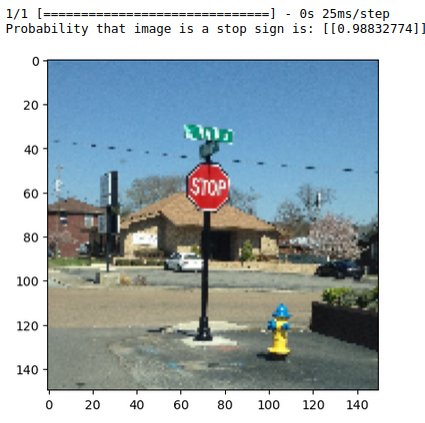 1/1 [==============================] - 0s 25ms/step
Probability that image is a stop sign is: [[0.98832774]]
0
20
40
60
80
100
120
140
STOP
0 20 40 60 80 100 120 140